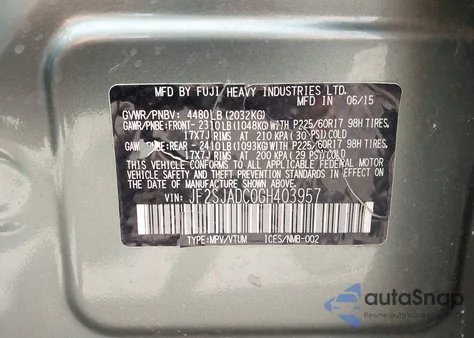 MFD. BY FUJI HEAVY INDUSTRIES LTD.
GVWR/PNBV: 4480LB (2032KG) M'FD IN 06/15
GAWR/PNBE:FRONT-2310LB(1048KG)WITH P225/60R17 98H TIRES,
17X7J RIMS AT 210 KPA( 30 PSI)COLD
GAWR/PNBE:REAR -2410LB(1093KG)WITH P225/60R17 98H TIRES,
17X7J RIMS AT 200 KPA (29 PSI)COLD
THIS VEHICLE CONFORMS TO ALL APPLICABLE FEDERAL MOTOR
VEHICLE SAFETY, BUMPER, AND THEFT PREVENTION STANDARDS
IN EFFECT ON THE DATE OF MANUFACTURE SHOWN ABOVE.
JF2SJADC0GH403957
TYPE:MPV/VTUM ICES/NMB-002
autoSnap